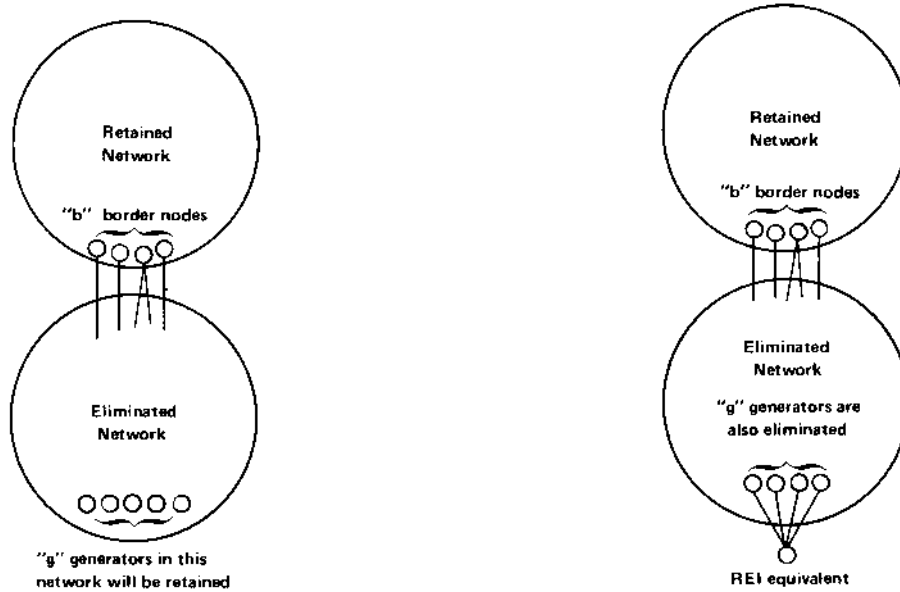 Retained
Network
"b" border nodes
Eliminated
Network
"g" generators in this
network will be retained
Retained
Network
"b" border nodes
Eliminated
Network
"g" generators are
also eliminated
REI equivalent